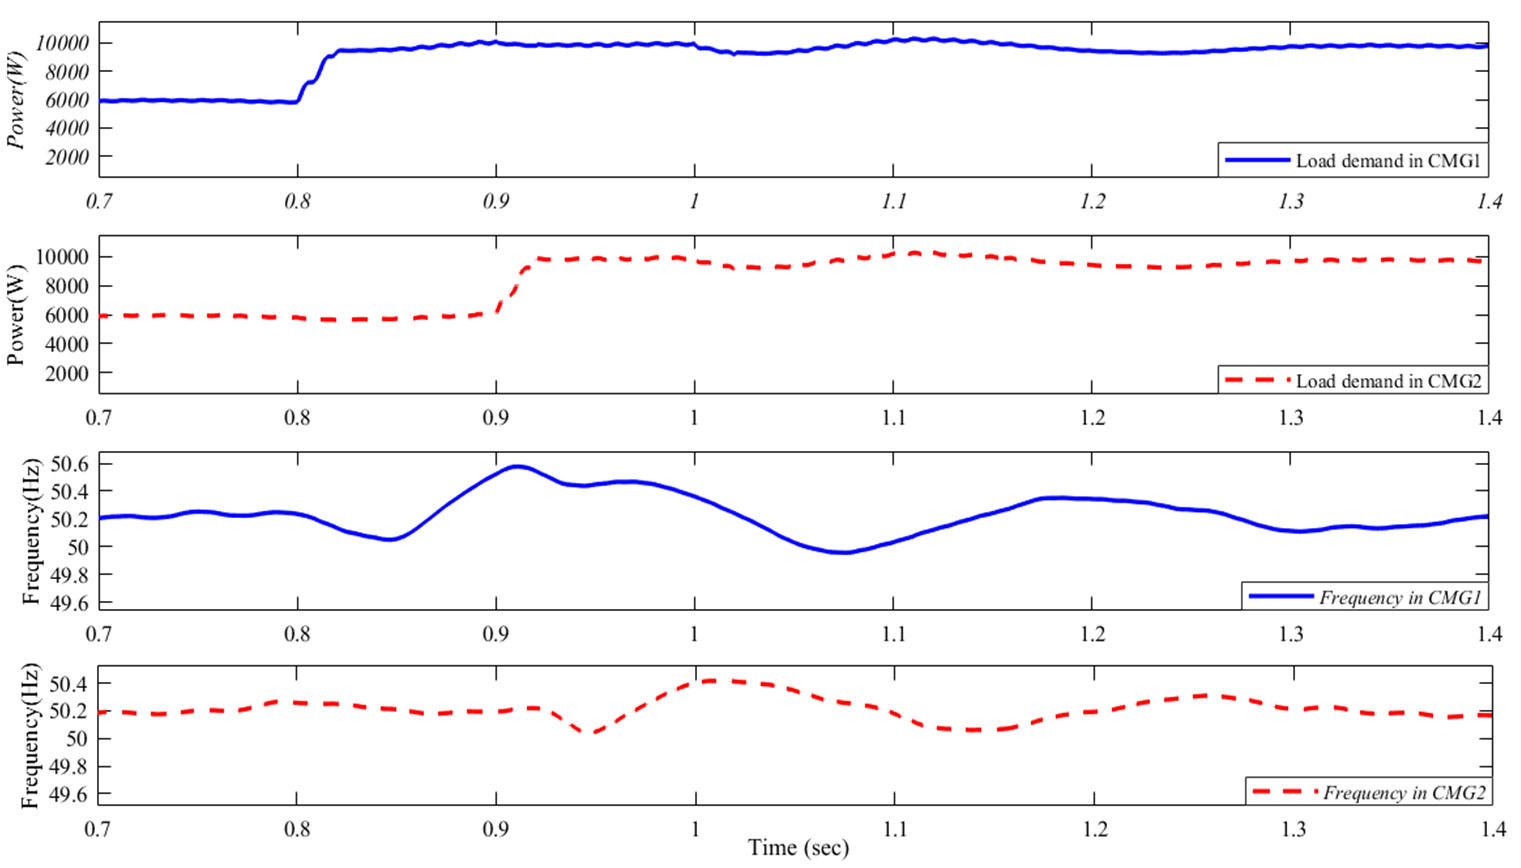 Power(W)
10000
8000
6000
4000
2000
Load demand in CMG1
0.7 0.8 0.9 1 1.1 1.2 1.3 1.4
Power(W)
10000
8000
6000
4000
2000
Load demand in CMG2
0.7 0.8 0.9 1 1.1 1.2 1.3 1.4
Frequency(Hz)
50.6
50.4
50.2
50
49.8
49.6
Frequency in CMG1
0.7 0.8 0.9 1 1.1 1.2 1.3 1.4
Frequency(Hz)
50.4
50.2
50
49.8
49.6
Frequency in CMG2
0.7 0.8 0.9 1 1.1 1.2 1.3 1.4
Time (sec)